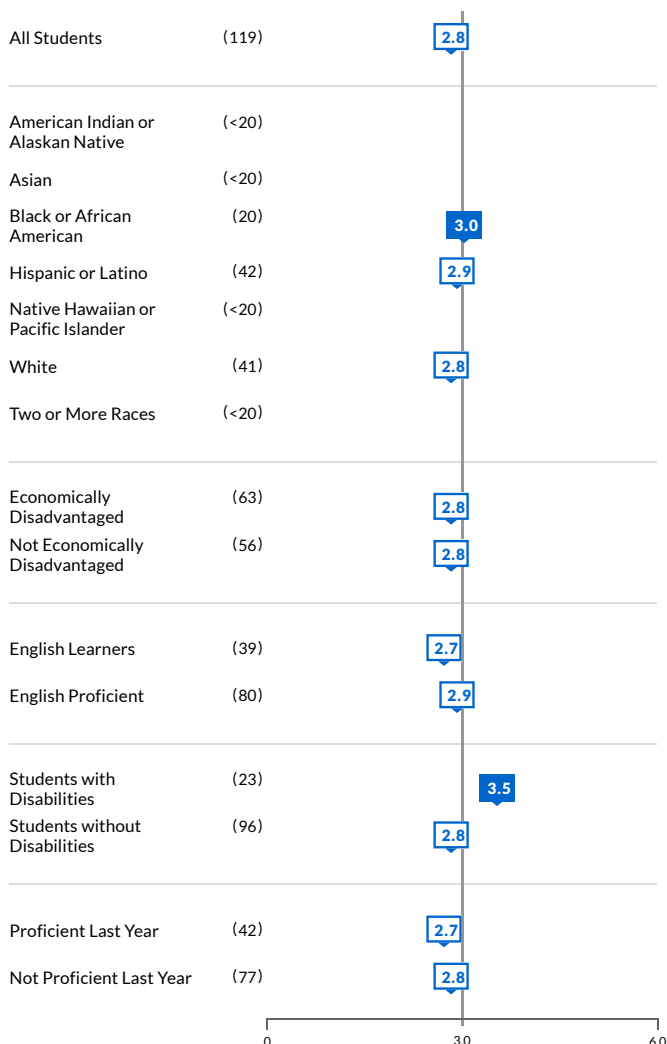 All Students (119) 2.8
American Indian or (<20)
Alaskan Native
Asian (<20)
Black or African (20) 3.0
American
Hispanic or Latino (42) 2.9
Native Hawaiian or (<20)
Pacific Islander
White (41) 2.8
Two or More Races (<20)
Economically (63) 2.8
Disadvantaged
Not Economically (56) 2.8
Disadvantaged
English Learners (39) 2.7
English Proficient (80) 2.9
Students with (23) 3.5
Disabilities
Students without (96) 2.8
Disabilities
Proficient Last Year (42) 2.7
Not Proficient Last Year (77) 2.8
0 3.0 6.0